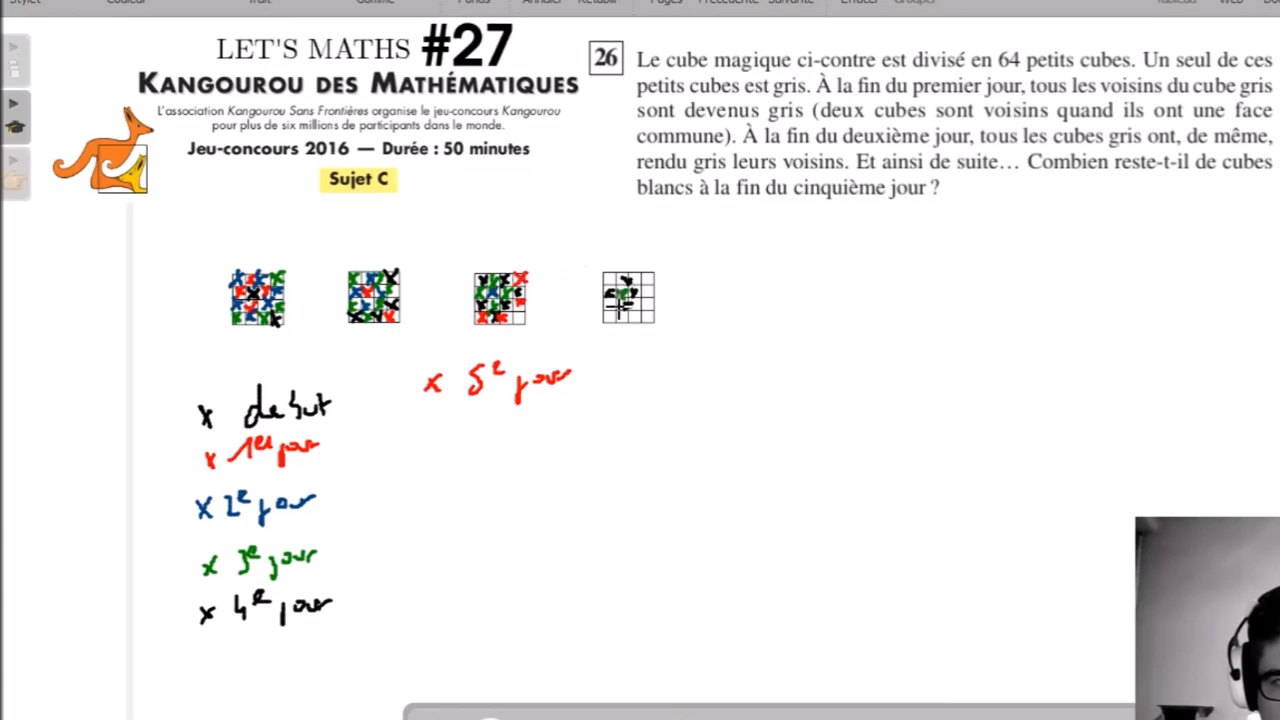 LET'S MATHS #27
KANGOUROU DES MATHÉMATIQUES
L'association Kangourou Sans Frontières organise le jeu-concours Kangourou
pour plus de six millions de participants dans le monde.
Jeu-concours 2016 — Durée : 50 minutes
Sujet C
26
Le cube magique ci-contre est divisé en 64 petits cubes. Un seul de ces
petits cubes est gris. À la fin du premier jour, tous les voisins du cube gris
sont devenus gris (deux cubes sont voisins quand ils ont une face
commune). À la fin du deuxième jour, tous les cubes gris ont, de même,
rendu gris leurs voisins. Et ainsi de suite… Combien reste-t-il de cubes
blancs à la fin du cinquième jour ?
x 5e jour
x debut
x 1er jour
x 2e jour
x 3e jour
x 4e jour